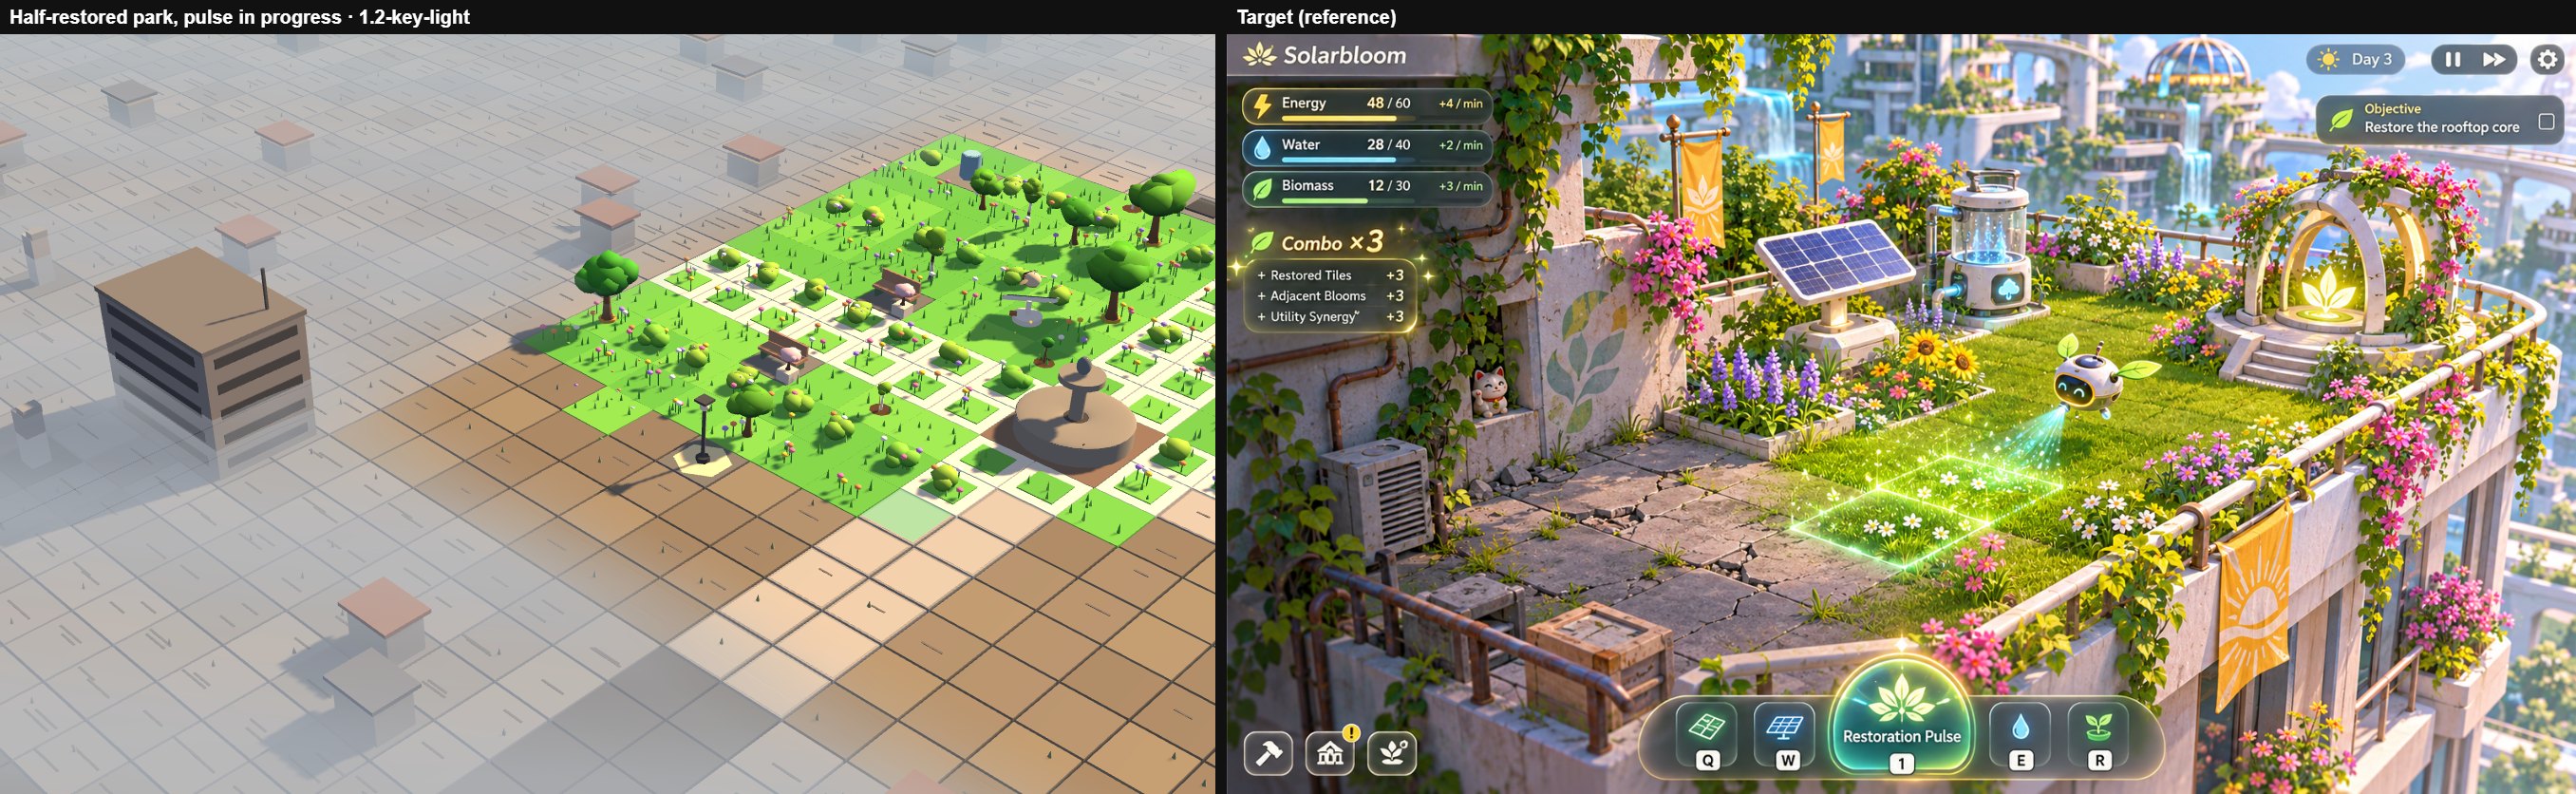 Half-restored park, pulse in progress · 1.2-key-light
Target (reference)
Solarbloom
Energy 48 / 60 +4 / min
Water 28 / 40 +2 / min
Biomass 12 / 30 +3 / min
Combo ×3
+ Restored Tiles +3
+ Adjacent Blooms +3
+ Utility Synergy +3
Day 3
Objective
Restore the rooftop core
!
Restoration Pulse
Q
W
1
E
R